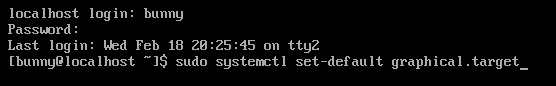 localhost login: bunny
Password:
Last login: Wed Feb 18 20:25:45 on tty2
[bunny@localhost ~]$ sudo systemctl set-default graphical.target_